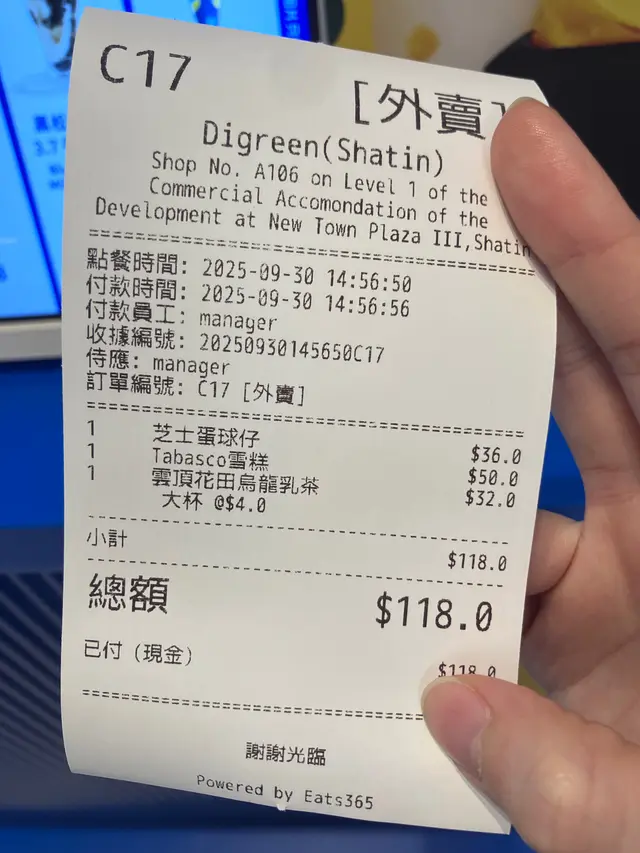 C17
[外賣]
Digreen(Shatin)
Shop No. A106 on Level 1 of the
Commercial Accomondation of the
Development at New Town Plaza III,Shatin
點餐時間: 2025-09-30 14:56:50
付款時間: 2025-09-30 14:56:56
付款員工: manager
收據編號: 20250930145650C17
侍應: manager
訂單編號: C17 [外賣]
1 芝士蛋球仔 $36.0
1 Tabasco雪糕 $50.0
1 雲頂花田烏龍乳茶 $32.0
大杯 @$4.0
小計 $118.0
總額 $118.0
已付 (現金) $118.0
謝謝光臨
Powered by Eats365